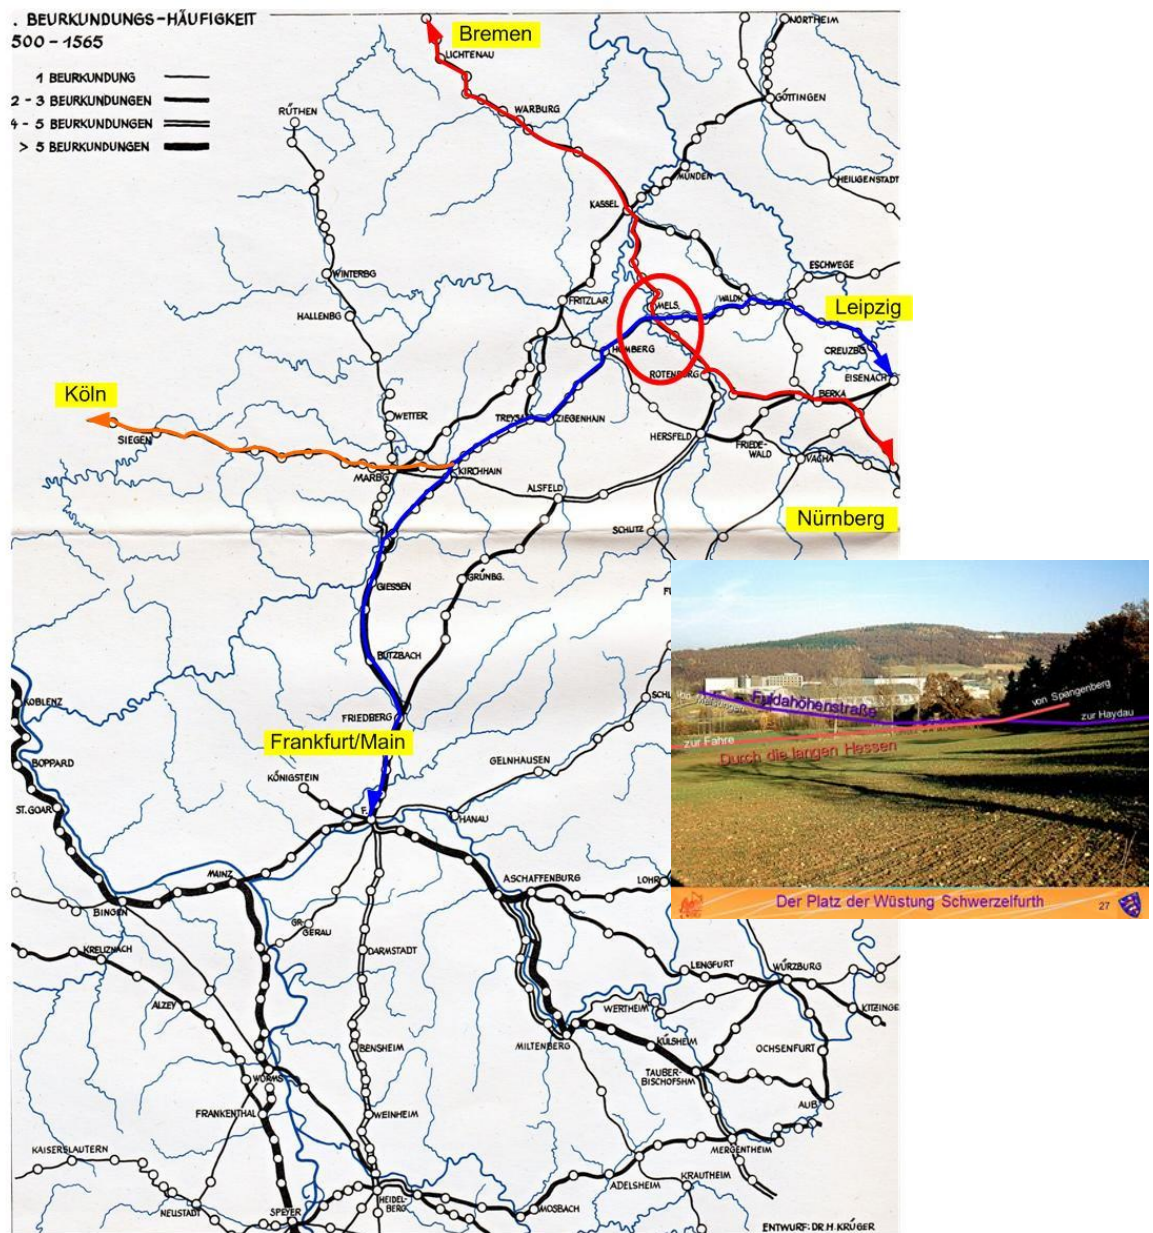 . BEURKUNDUNGS-HÄUFIGKEIT
500-1565
1 BEURKUNDUNG
2-3 BEURKUNDUNGEN
4-5 BEURKUNDUNGEN
> 5 BEURKUNDUNGEN
Bremen
LICHTENAU
NORTHEIM
RÜTHEN
WARBURG
GÖTTINGEN
MÜNDEN
HEILIGENSTADT
KASSEL
WINTERBG
ESCHWEGE
HALLENBG
FRITZLAR
MELS.
WALDK.
Leipzig
HOMBERG
CREUZBG
ROTENBURG
EISENACH
Köln
WETTER
TREYSA
ZIEGENHAIN
BERKA
SIEGEN
HERSFELD
FRIEDE-
WALD
VACHA
MARBG
KIRCHHAIN
ALSFELD
Nürnberg
SCHLITZ
GIESSEN
GRÜNBG.
BUTZBACH
KOBLENZ
FRIEDBERG
Frankfurt/Main
BOPPARD
KÖNIGSTEIN
GELNHAUSEN
ST.GOAR
F.
HANAU
von Melsungen
Fuldahöhenstraße
von Spangenberg
zur Haydau
zur Fahre
Durch die langen Hessen
Der Platz der Wüstung Schwerzelfurth
27
MAINZ
ASCHAFFENBURG
LOHR
BINGEN
GR.
GERAU
KREUZNACH
DARMSTADT
LENGFURT
WÜRZBURG
ALZEY
WERTHEIM
KITZINGE
BENSHEIM
MILTENBERG
KÜLSHEIM
OCHSENFURT
WORMS
TAUBER-
BISCHOFSHM
FRANKENTHAL
WEINHEIM
AUB
KAISERSLAUTERN
MERGENTHEIM
ADELSHEIM
KRAUTHEIM
NEUSTADT
SPEYER
HEIDEL-
BERG
MOSBACH
ENTWURF: DR H. KRÜGER